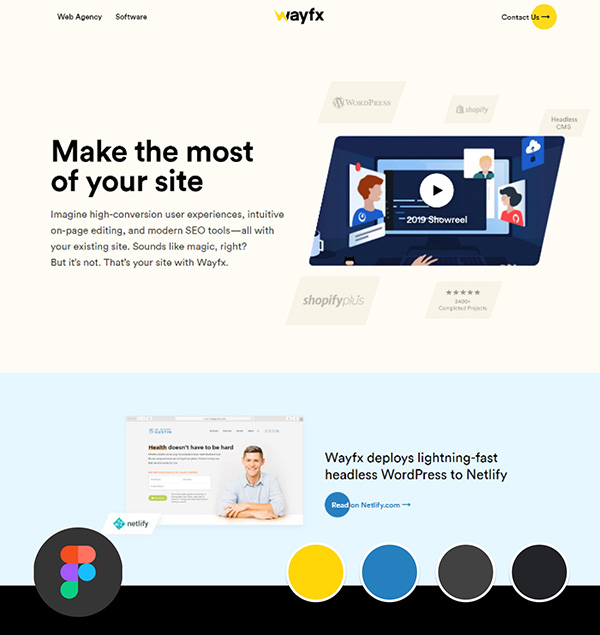 Web Agency
Software
wayfx
Contact Us →
WORDPRESS
shopify
Headless
CMS
Make the most
of your site
2019 Showreel
Imagine high-conversion user experiences, intuitive
on-page editing, and modern SEO tools—all with
your existing site. Sounds like magic, right?
But it's not. That's your site with Wayfx.
shopifyplus
★★★★★
2400+
Completed Projects
Health doesn't have to be hard
Wayfx deploys lightning-fast
headless WordPress to Netlify
Read on Netlify.com →
netlify